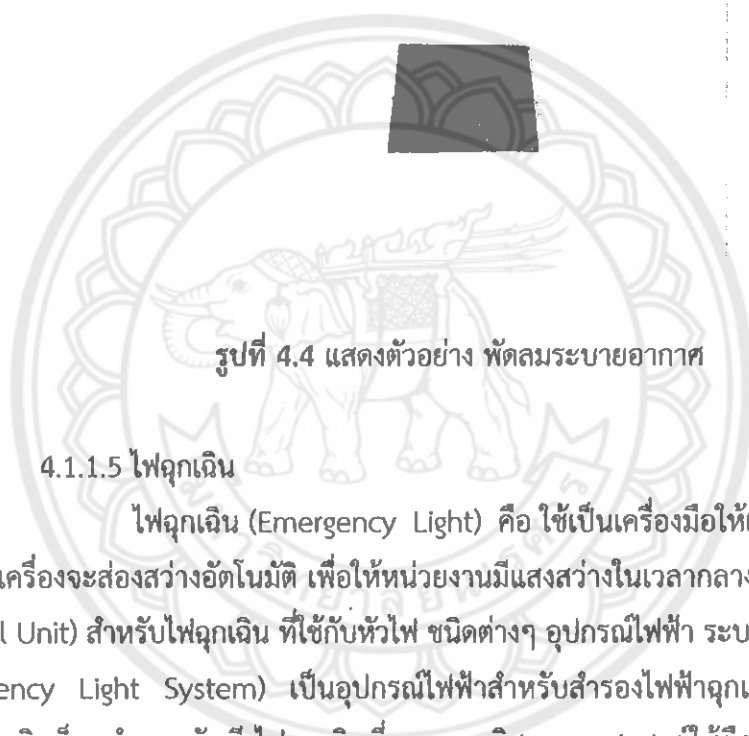 รูปที่ 4.4 แสดงตัวอย่าง พัดลมระบายอากาศ
4.1.1.5 ไฟฉุกเฉิน
ไฟฉุกเฉิน (Emergency Light) คือ ใช้เป็นเครื่องมือให้
เครื่องจะส่องสว่างอัตโนมัติ เพื่อให้หน่วยงานมีแสงสว่างในเวลากลาง
l Unit) สำหรับไฟฉุกเฉิน ที่ใช้กับหัวไฟ ชนิดต่างๆ อุปกรณ์ไฟฟ้า ระบ
ency Light System) เป็นอุปกรณ์ไฟฟ้าสำหรับสำรองไฟฟ้าฉุกเ